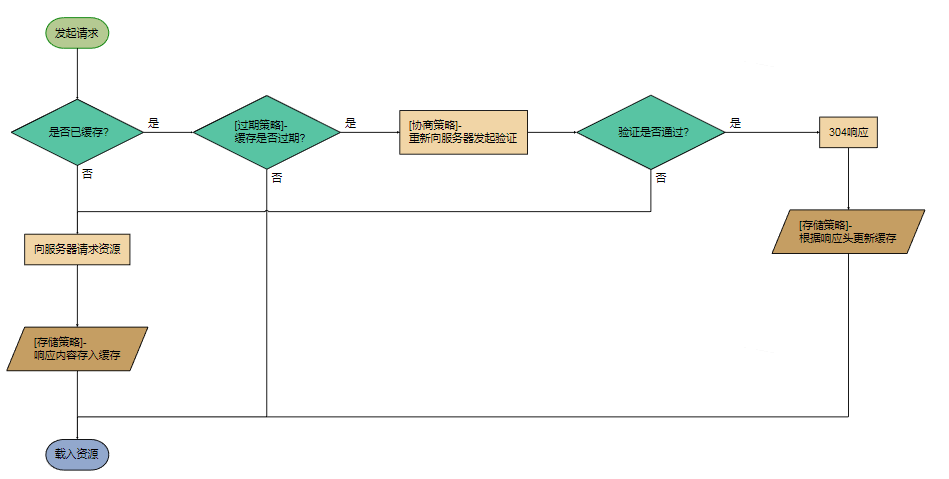 发起请求
是否已缓存?
是
[过期策略]-
缓存是否过期?
是
[协商策略]-
重新向服务器发起验证
验证是否通过?
是
304响应
否
否
否
[存储策略]-
根据响应头更新缓存
向服务器请求资源
[存储策略]-
响应内容存入缓存
载入资源